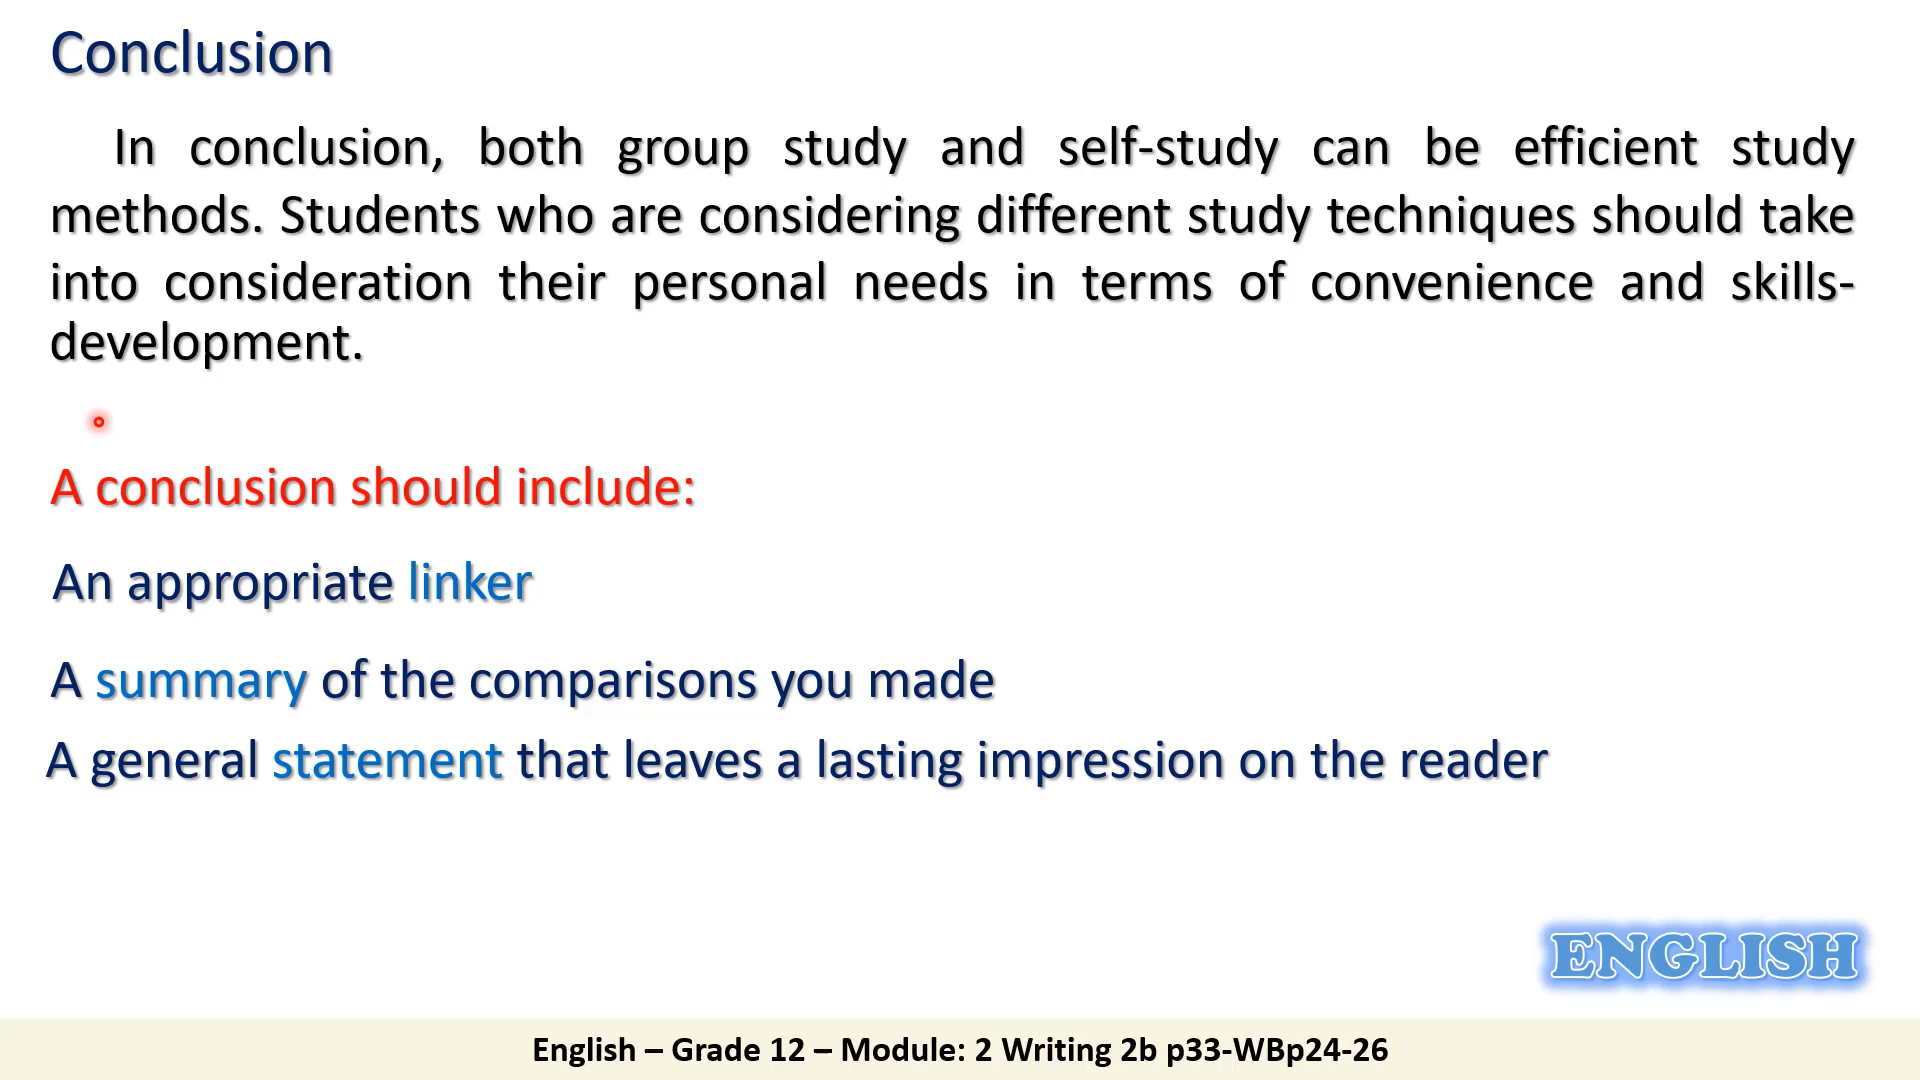 Conclusion
In conclusion, both group study and self-study can be efficient study
methods. Students who are considering different study techniques should take
into consideration their personal needs in terms of convenience and skills-
development.
A conclusion should include:
An appropriate linker
A summary of the comparisons you made
A general statement that leaves a lasting impression on the reader
ENGLISH
English – Grade 12 – Module: 2 Writing 2b p33-WBp24-26